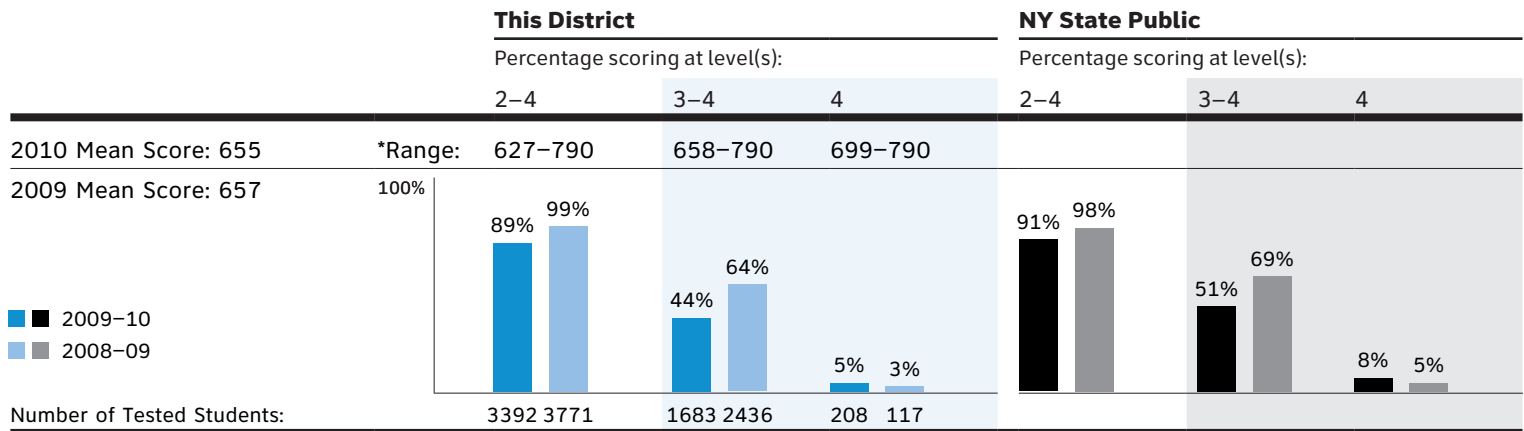 This District NY State Public
Percentage scoring at level(s): Percentage scoring at level(s):
2–4 3–4 4 2–4 3–4 4
2010 Mean Score: 655 *Range: 627–790 658–790 699–790
2009 Mean Score: 657 100%
89% 99% 64% 44% 5% 3% 91% 98% 69% 51% 8% 5%
2009–10
2008–09
Number of Tested Students: 3392 3771 1683 2436 208 117